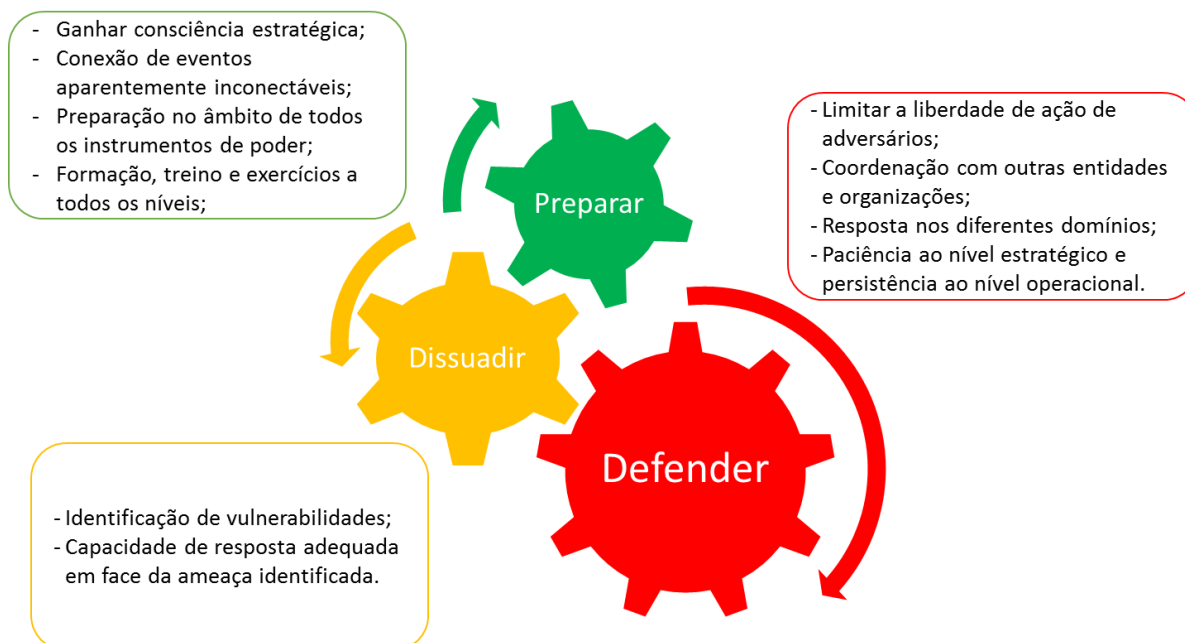 - Ganhar consciência estratégica;
- Conexão de eventos
aparentemente inconectáveis;
- Preparação no âmbito de todos
os instrumentos de poder;
- Formação, treino e exercícios a
todos os níveis;
Preparar
- Limitar a liberdade de ação de
adversários;
- Coordenação com outras entidades
e organizações;
- Resposta nos diferentes domínios;
- Paciência ao nível estratégico e
persistência ao nível operacional.
Dissuadir
Defender
- Identificação de vulnerabilidades;
- Capacidade de resposta adequada
em face da ameaça identificada.